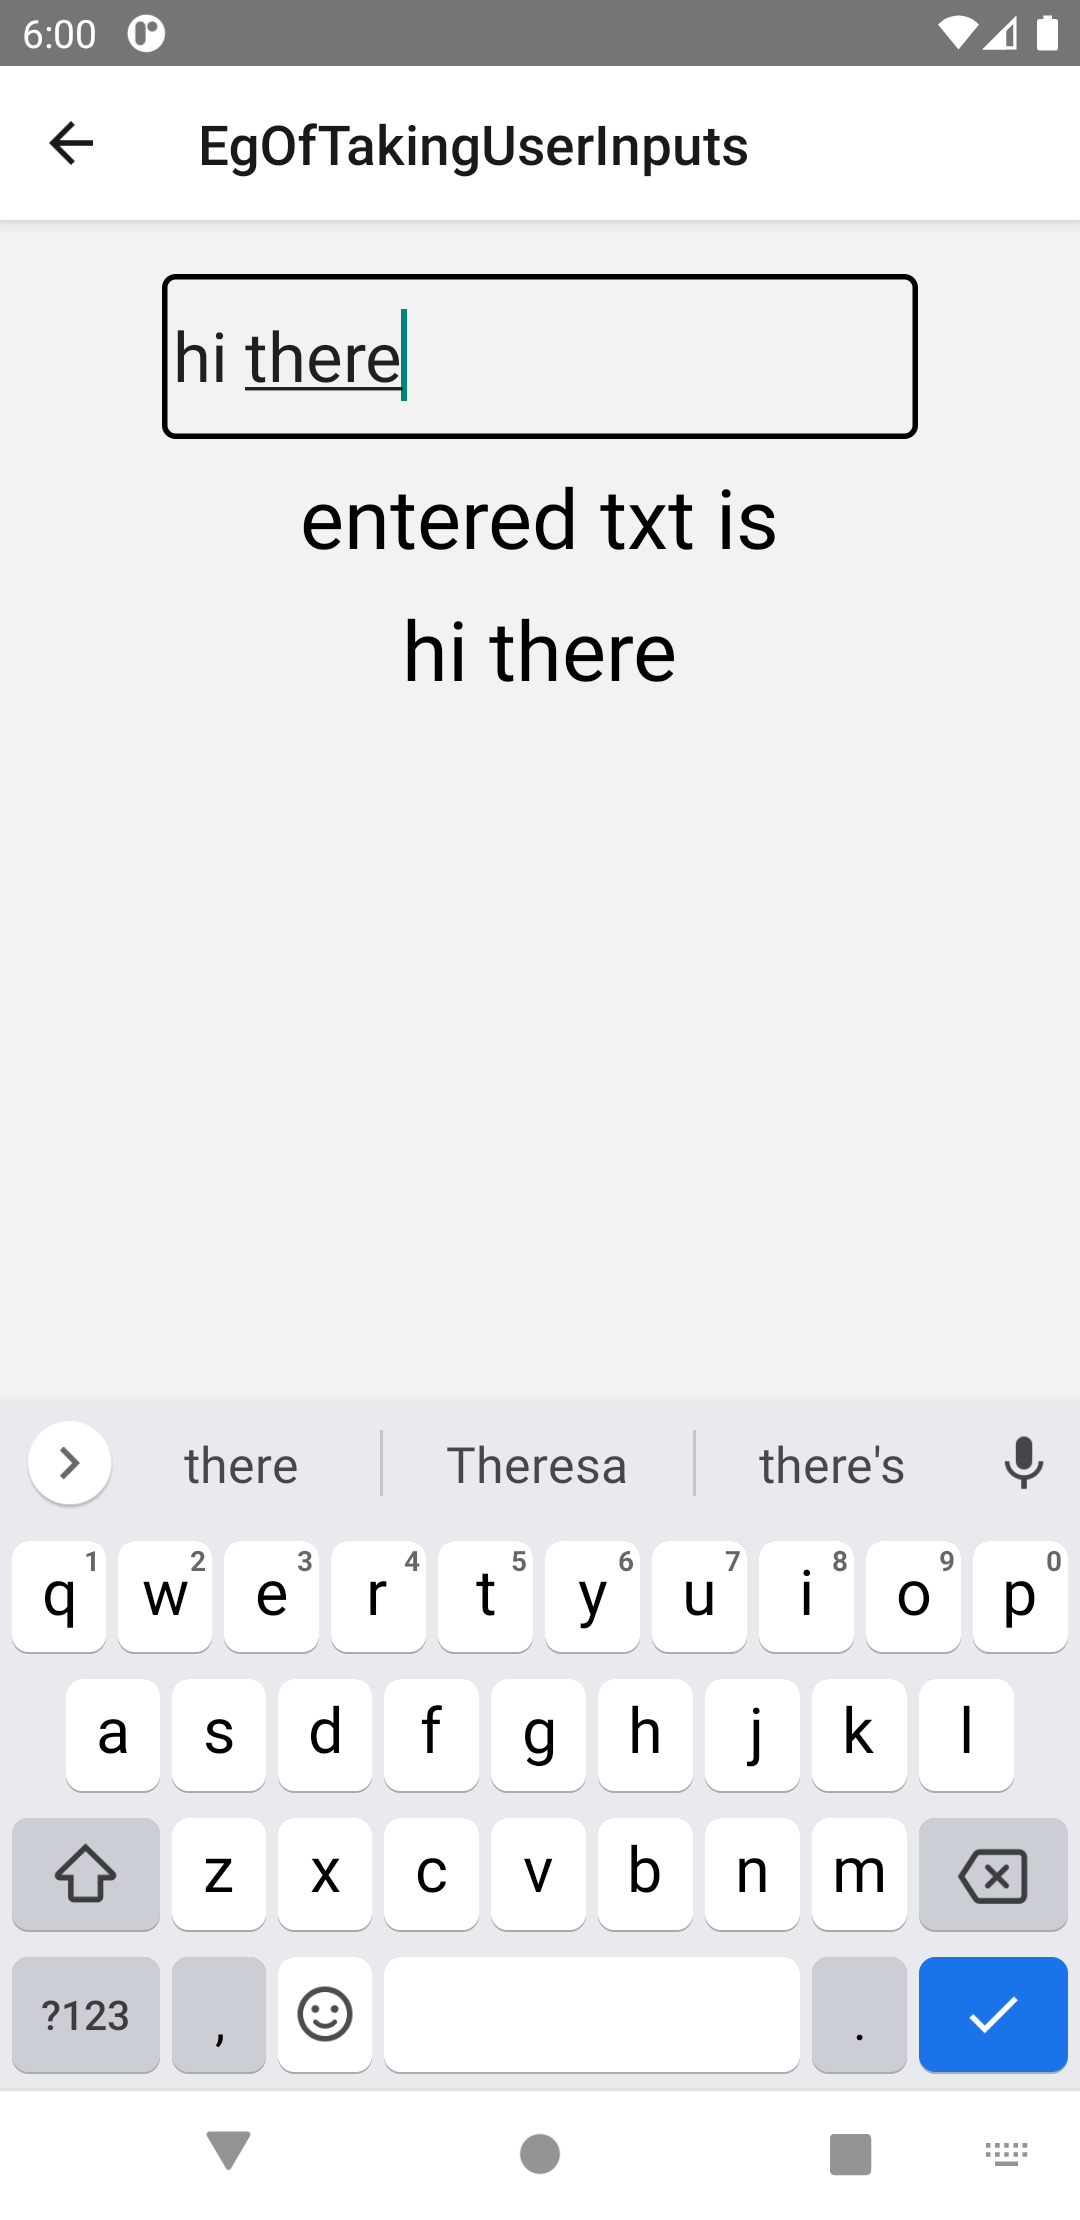 6:00
EgOfTakingUserInputs
hi there
entered txt is
hi there
there Theresa there's
q 1 w 2 e 3 r 4 t 5 y 6 u 7 i 8 o 9 p 0
a s d f g h j k l
z x c v b n m
?123 , .